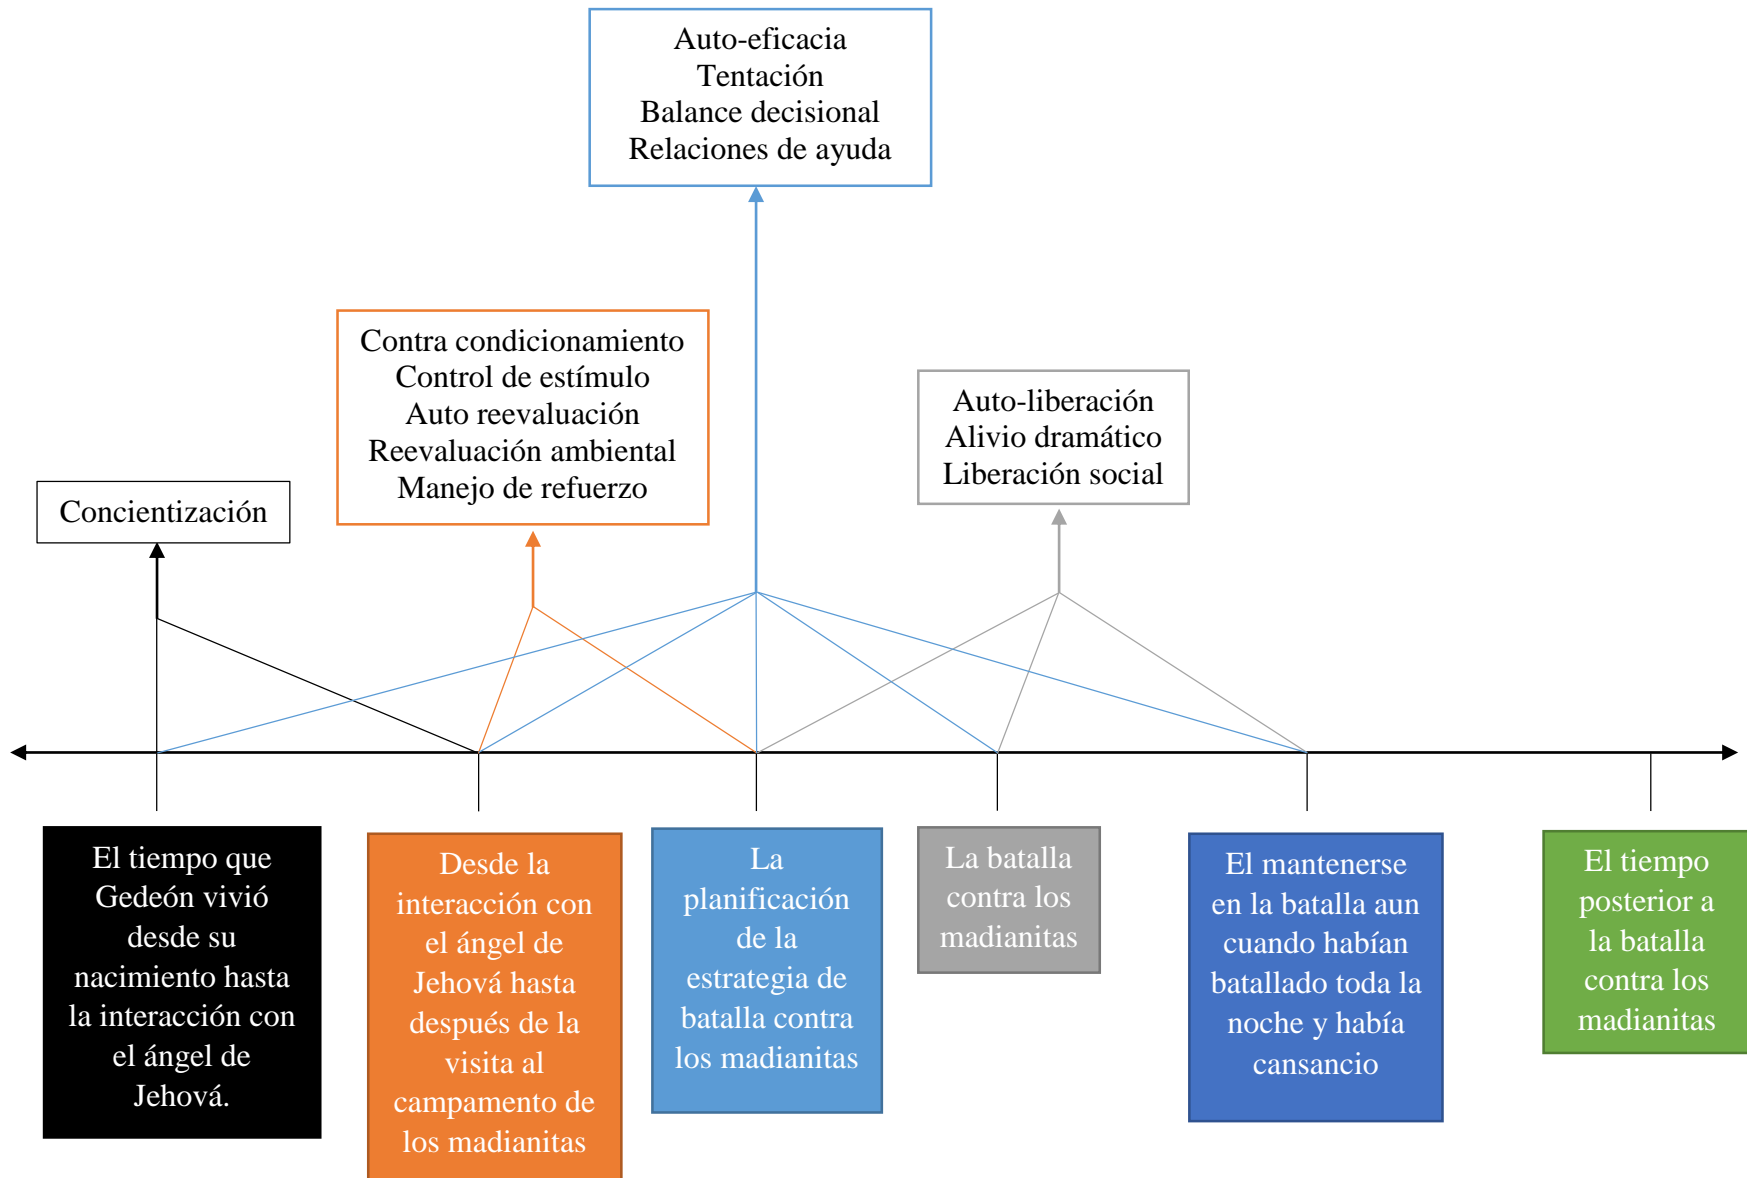 Auto-eficacia
Tentación
Balance decisional
Relaciones de ayuda
Contra condicionamiento
Control de estímulo
Auto reevaluación
Reevaluación ambiental
Manejo de refuerzo
Auto-liberación
Alivio dramático
Liberación social
Concientización
El tiempo que
Gedeón vivió
desde su
nacimiento hasta
la interacción con
el ángel de
Jehová.
Desde la
interacción con
el ángel de
Jehová hasta
después de la
visita al
campamento de
los madianitas
La
planificación
de la
estrategia de
batalla contra
los madianitas
La batalla
contra los
madianitas
El mantenerse
en la batalla aun
cuando habían
batallado toda la
noche y había
cansancio
El tiempo
posterior a
la batalla
contra los
madianitas